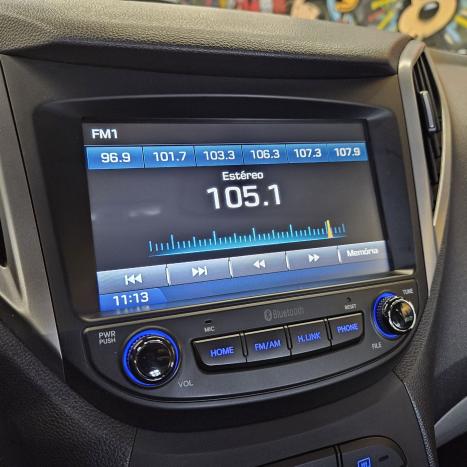 FM1
96.9 101.7 103.3 106.3 107.3 107.9
Estéreo
105.1
Memória
11:13
PWR
PUSH
VOL
MIC
Bluetooth
RESET
HOME FM/AM H.LINK PHONE
TUNE
FILE